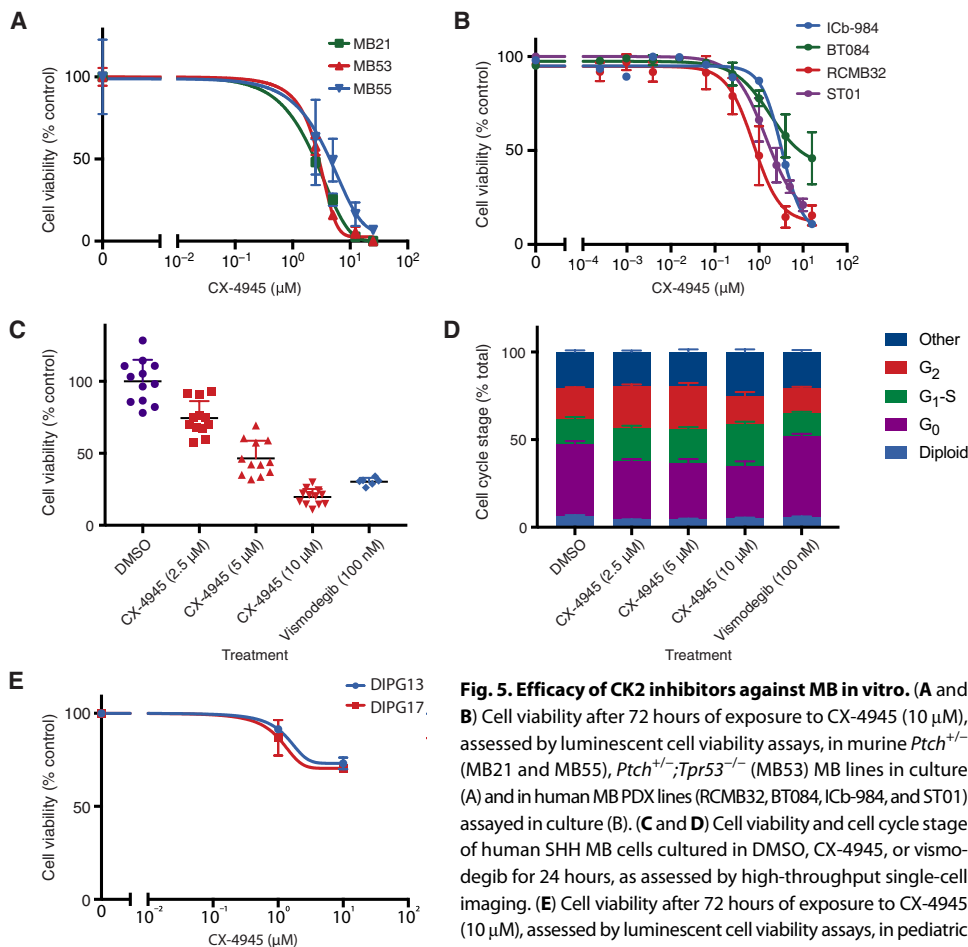 A
Cell viability (% control)
100
50
0
0 10⁻² 10⁻¹ 10⁰ 10¹ 10²
CX-4945 (µM)
MB21
MB53
MB55
B
Cell viability (% control)
100
50
0
0 10⁻⁴ 10⁻³ 10⁻² 10⁻¹ 10⁰ 10¹ 10²
CX-4945 (µM)
ICb-984
BT084
RCMB32
ST01
C
Cell viability (% control)
100
50
0
DMSO
CX-4945 (2.5 µM)
CX-4945 (5 µM)
CX-4945 (10 µM)
Vismodegib (100 nM)
Treatment
D
Cell cycle stage (% total)
100
50
0
DMSO
CX-4945 (2.5 µM)
CX-4945 (5 µM)
CX-4945 (10 µM)
Vismodegib (100 nM)
Treatment
Other
G₂
G₁-S
G₀
Diploid
E
Cell viability (% control)
100
50
0
0 10⁻² 10⁻¹ 10⁰ 10¹ 10²
CX-4945 (µM)
DIPG13
DIPG17
Fig. 5. Efficacy of CK2 inhibitors against MB in vitro. (A and
B) Cell viability after 72 hours of exposure to CX-4945 (10 µM),
assessed by luminescent cell viability assays, in murine Ptch⁺/⁻
(MB21 and MB55), Ptch⁺/⁻;Tpr53⁻/⁻ (MB53) MB lines in culture
(A) and in human MB PDX lines (RCMB32, BT084, ICb-984, and ST01)
assayed in culture (B). (C and D) Cell viability and cell cycle stage
of human SHH MB cells cultured in DMSO, CX-4945, or vismo-
degib for 24 hours, as assessed by high-throughput single-cell
imaging. (E) Cell viability after 72 hours of exposure to CX-4945
(10 µM), assessed by luminescent cell viability assays, in pediatric